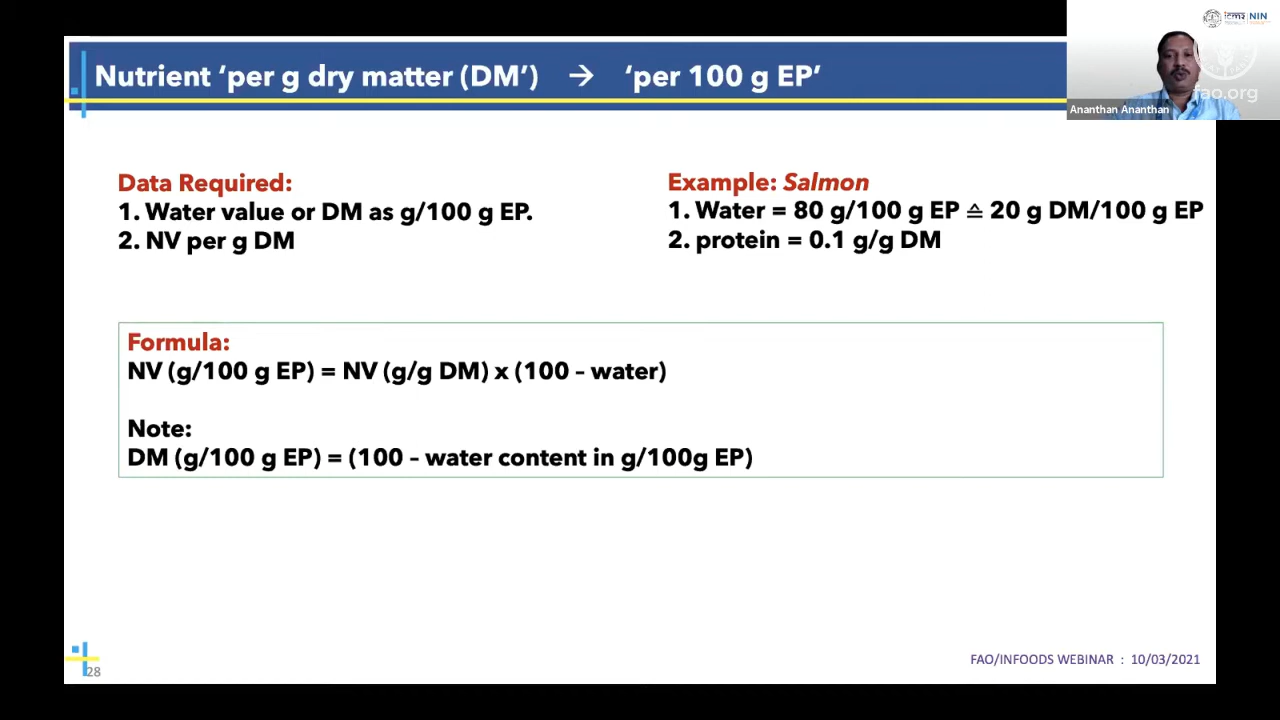 Nutrient ‘per g dry matter (DM’) → ‘per 100 g EP’
icmr NIN
fao.org
Ananthan Ananthan
Data Required:
1. Water value or DM as g/100 g EP.
2. NV per g DM
Example: Salmon
1. Water = 80 g/100 g EP ≙ 20 g DM/100 g EP
2. protein = 0.1 g/g DM
Formula:
NV (g/100 g EP) = NV (g/g DM) x (100 – water)
Note:
DM (g/100 g EP) = (100 – water content in g/100g EP)
28
FAO/INFOODS WEBINAR : 10/03/2021